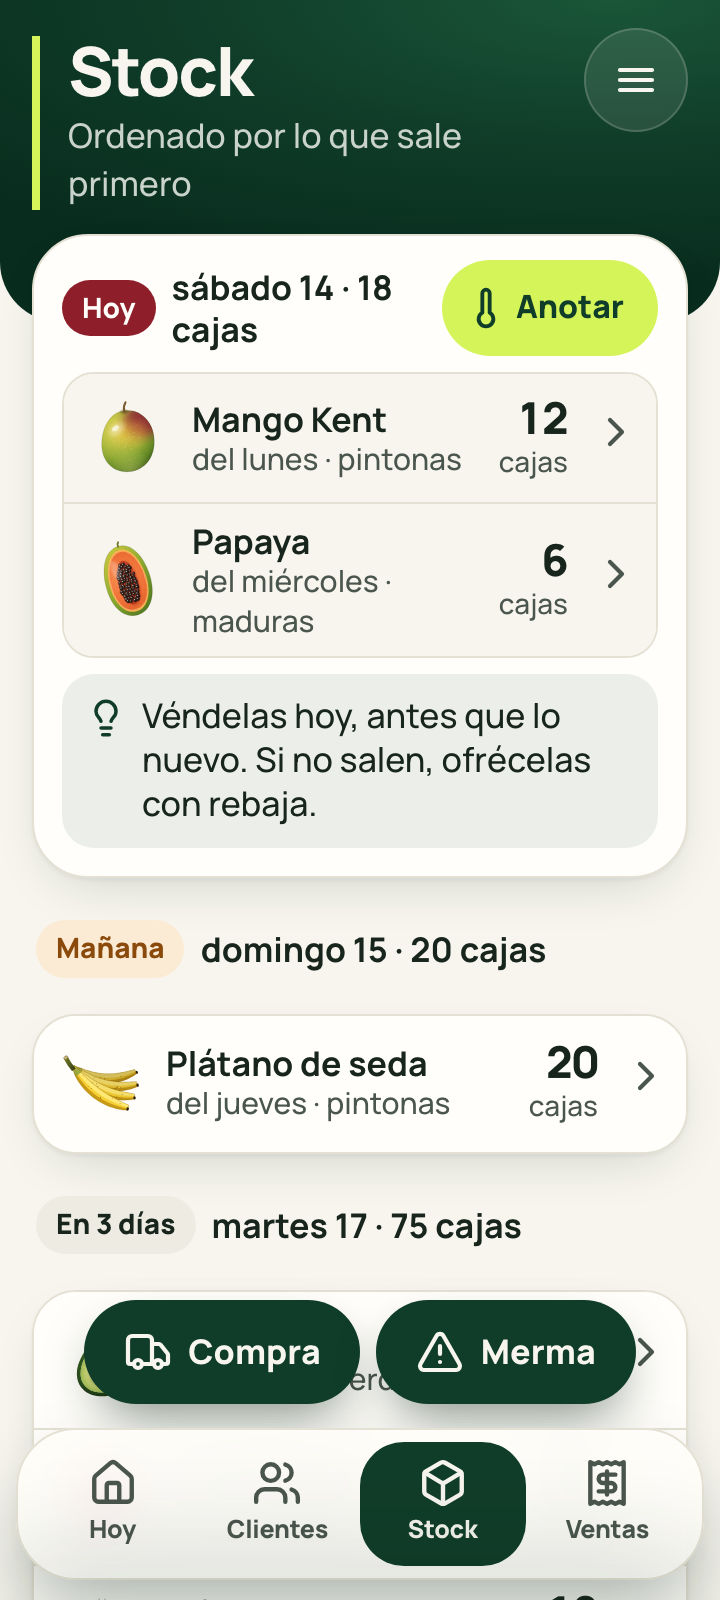 Stock
Ordenado por lo que sale
primero
Hoy
sábado 14 · 18
cajas
Anotar
Mango Kent
del lunes · pintonas
12
cajas
Papaya
del miércoles ·
maduras
6
cajas
Véndelas hoy, antes que lo
nuevo. Si no salen, ofrécelas
con rebaja.
Mañana
domingo 15 · 20 cajas
Plátano de seda
del jueves · pintonas
20
cajas
En 3 días
martes 17 · 75 cajas
Compra
Merma
Hoy
Clientes
Stock
Ventas